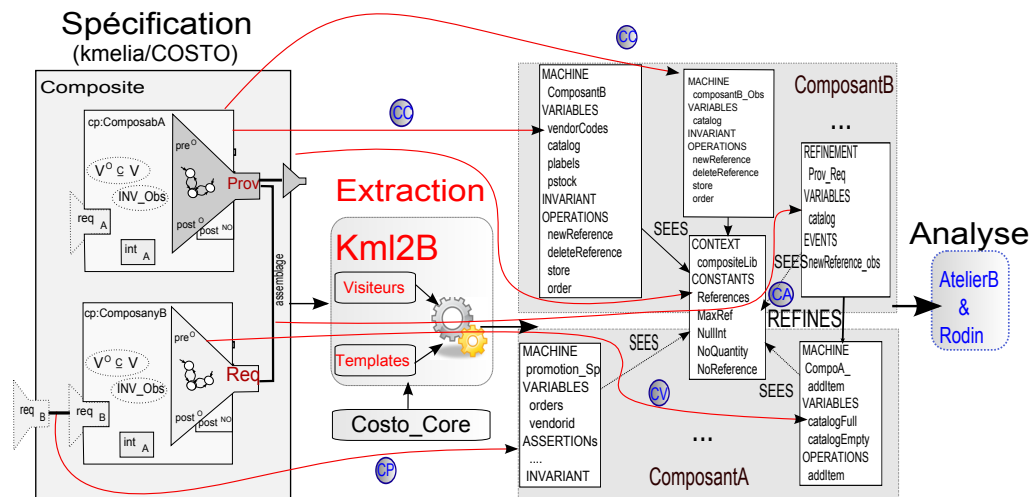 Spécification
(kmelia/COSTO)
Composite
cp:ComposabA
pre O
V O ⊆ V
INV_Obs
Prov
req A
int A
post O
post NO
assemblage
cp:ComposanyB
pre O
V O ⊆ V
INV_Obs
Req
req B
req B
int A
post O
post NO
CC
CC
CP
CV
CA
Extraction
Kml2B
Visiteurs
Templates
Costo_Core
MACHINE
ComposantB
VARIABLES
vendorCodes
catalog
plabels
pstock
INVARIANT
OPERATIONS
newReference
deleteReference
store
order
MACHINE
composantB_Obs
VARIABLES
catalog
INVARIANT
OPERATIONS
newReference
deleteReference
store
order
ComposantB
...
REFINEMENT
Prov_Req
VARIABLES
catalog
EVENTS
newReference_obs
SEES
SEES
CONTEXT
compositeLib
CONSTANTS
References
MaxRef
NullInt
NoQuantity
NoReference
REFINES
SEES
SEES
MACHINE
promotion_Sp
VARIABLES
orders
vendorid
ASSERTIONs
....
INVARIANT
MACHINE
CompoA_
addItem
VARIABLES
catalogFull
catalogEmpty
OPERATIONS
addItem
...
ComposantA
Analyse
AtelierB
&
Rodin